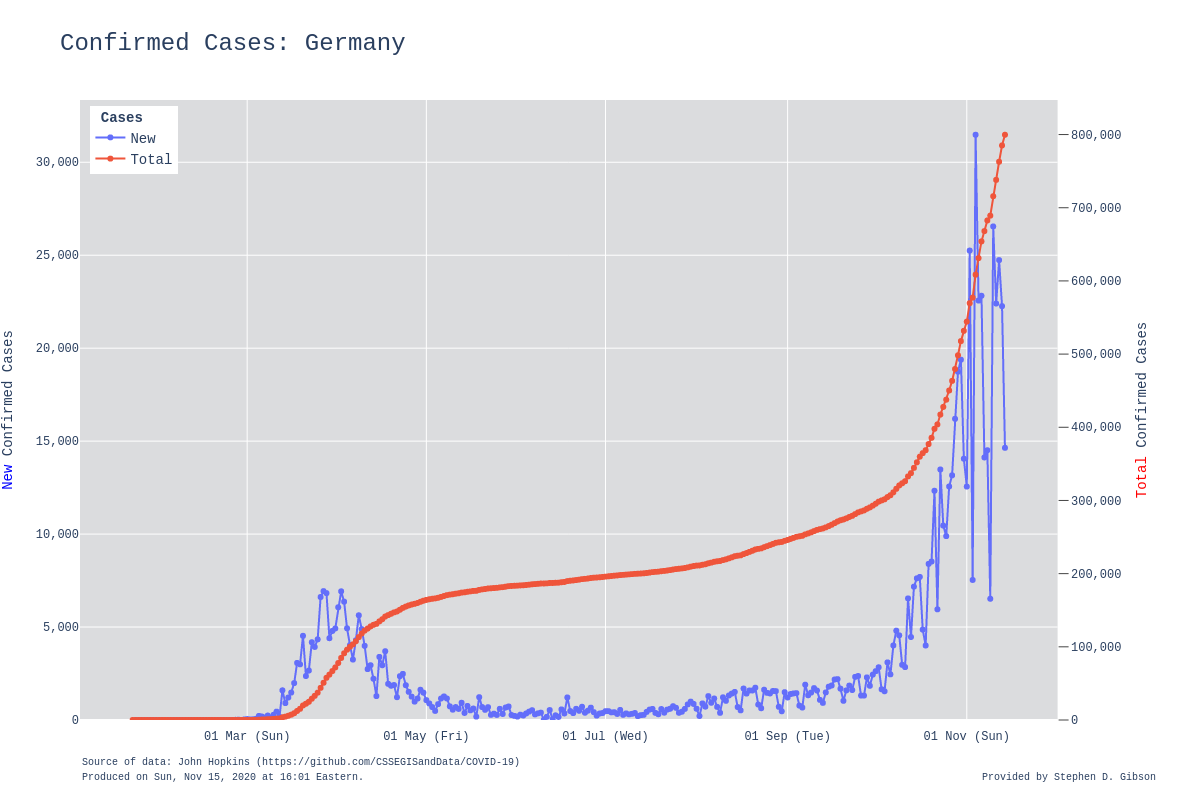 Confirmed Cases: Germany
Cases
New
Total
30,000
25,000
20,000
15,000
10,000
5,000
0
New Confirmed Cases
800,000
700,000
600,000
500,000
400,000
300,000
200,000
100,000
0
Total Confirmed Cases
01 Mar (Sun)
01 May (Fri)
01 Jul (Wed)
01 Sep (Tue)
01 Nov (Sun)
Source of data: John Hopkins (https://github.com/CSSEGISandData/COVID-19)
Produced on Sun, Nov 15, 2020 at 16:01 Eastern.
Provided by Stephen D. Gibson